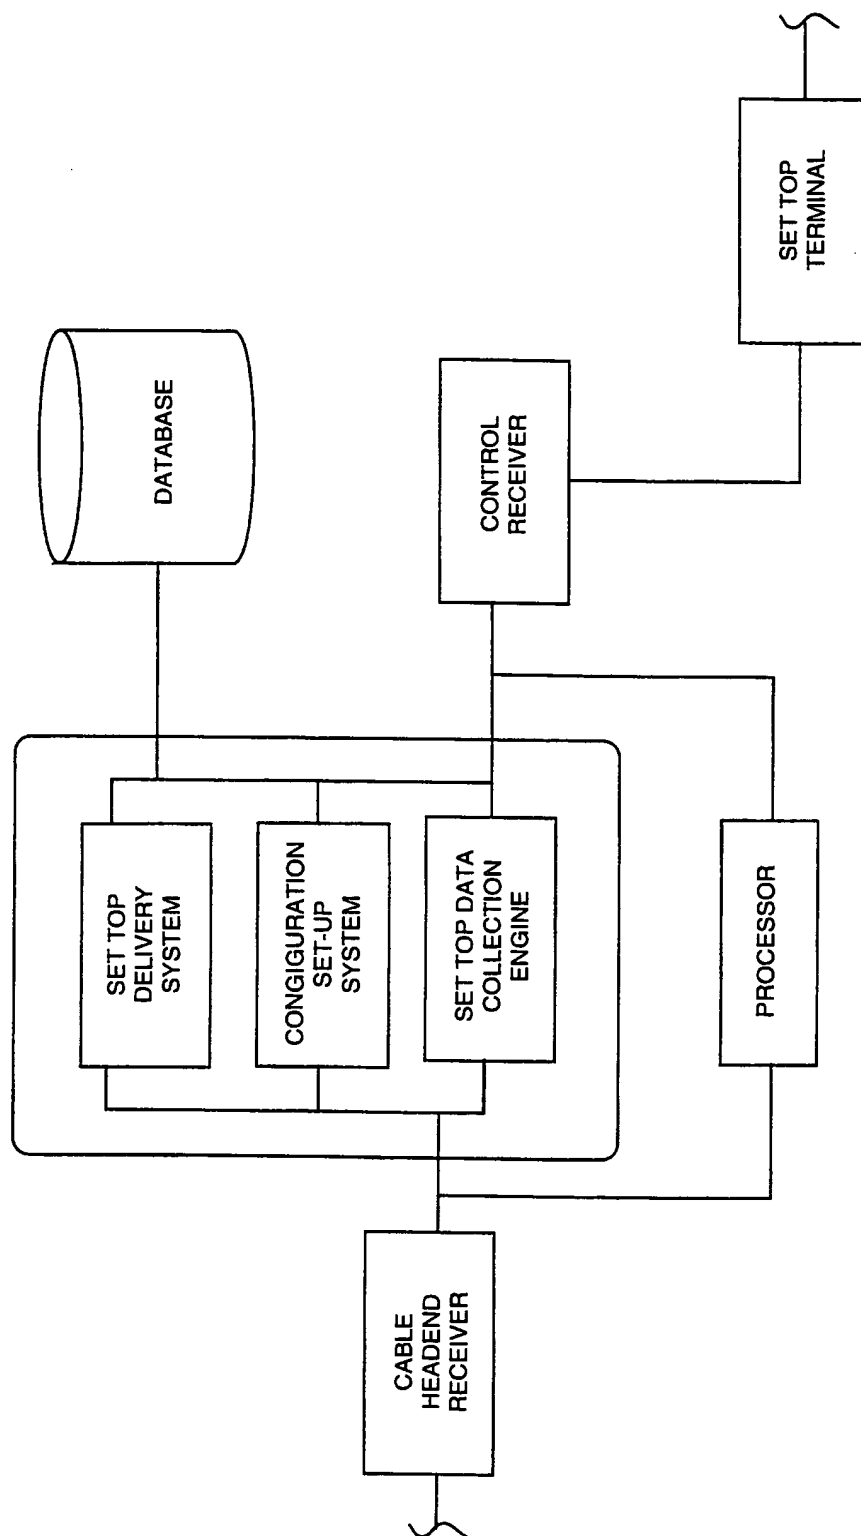 DATABASE
SET TOP
DELIVERY
SYSTEM
CONGIGURATION
SET-UP
SYSTEM
SET TOP DATA
COLLECTION
ENGINE
CABLE
HEADEND
RECEIVER
CONTROL
RECEIVER
PROCESSOR
SET TOP
TERMINAL